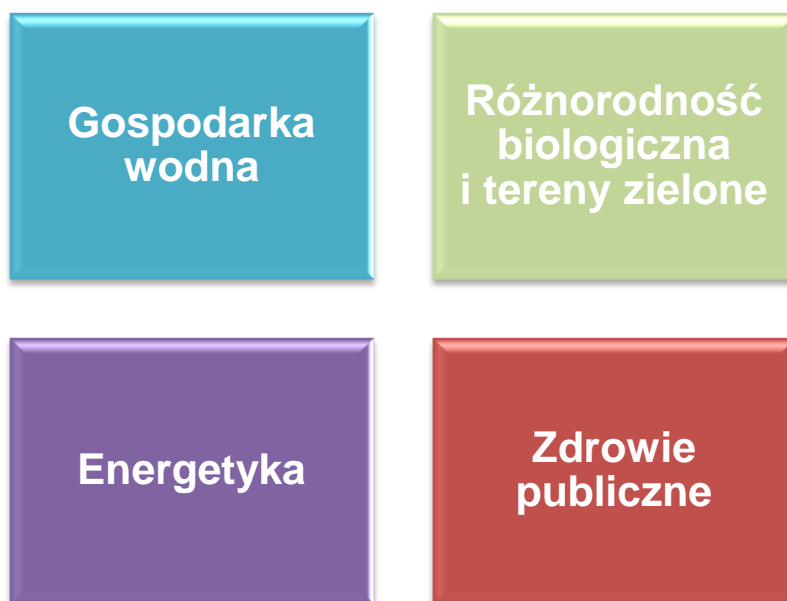 Gospodarka
wodna
Różnorodność
biologiczna
i tereny zielone
Energetyka
Zdrowie
publiczne